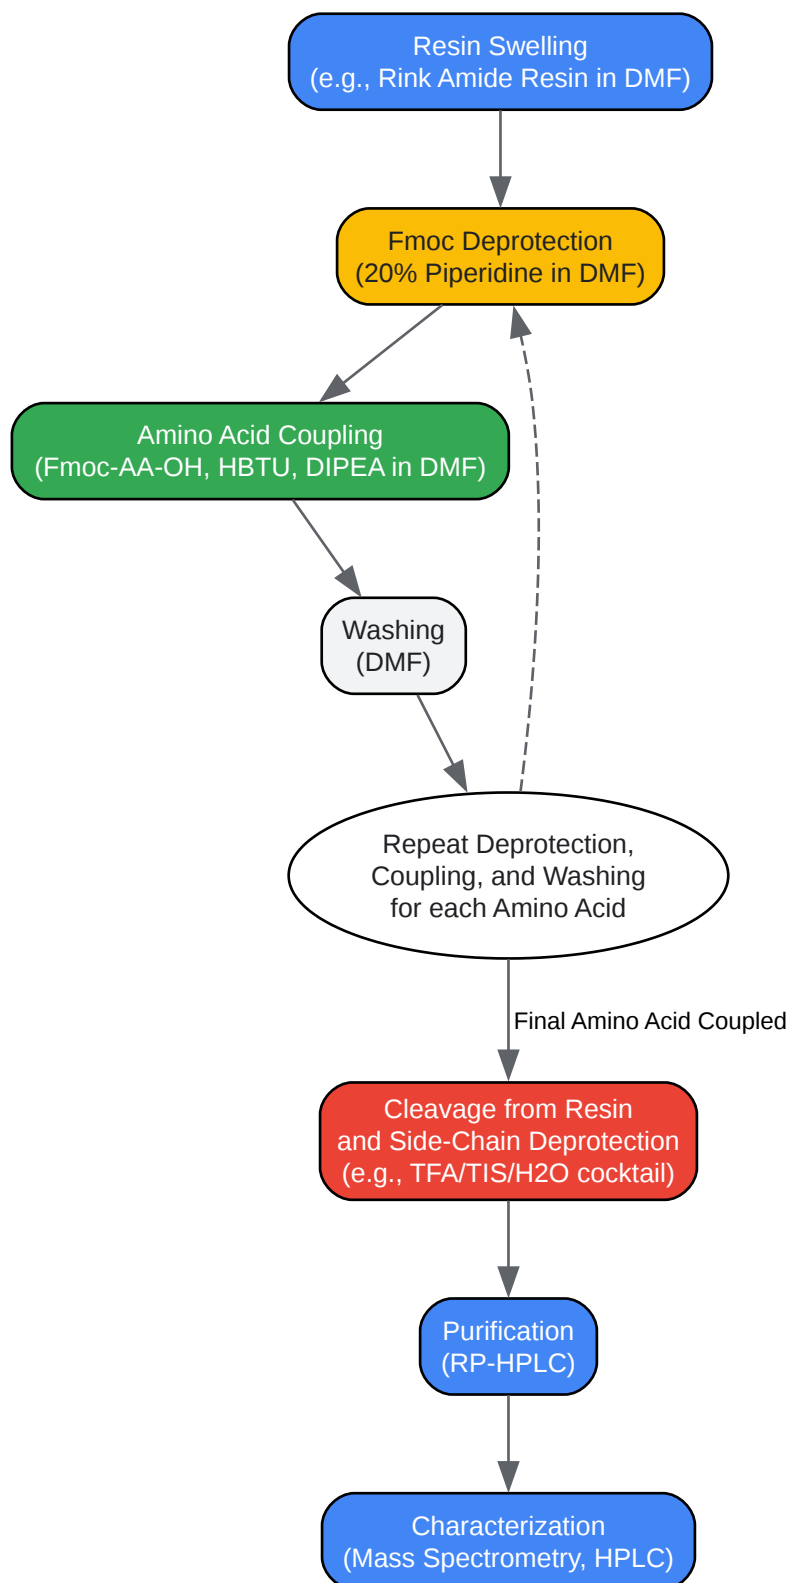 Resin Swelling
(e.g., Rink Amide Resin in DMF)
Fmoc Deprotection
(20% Piperidine in DMF)
Amino Acid Coupling
(Fmoc-AA-OH, HBTU, DIPEA in DMF)
Washing
(DMF)
Repeat Deprotection,
Coupling, and Washing
for each Amino Acid
Final Amino Acid Coupled
Cleavage from Resin
and Side-Chain Deprotection
(e.g., TFA/TIS/H2O cocktail)
Purification
(RP-HPLC)
Characterization
(Mass Spectrometry, HPLC)